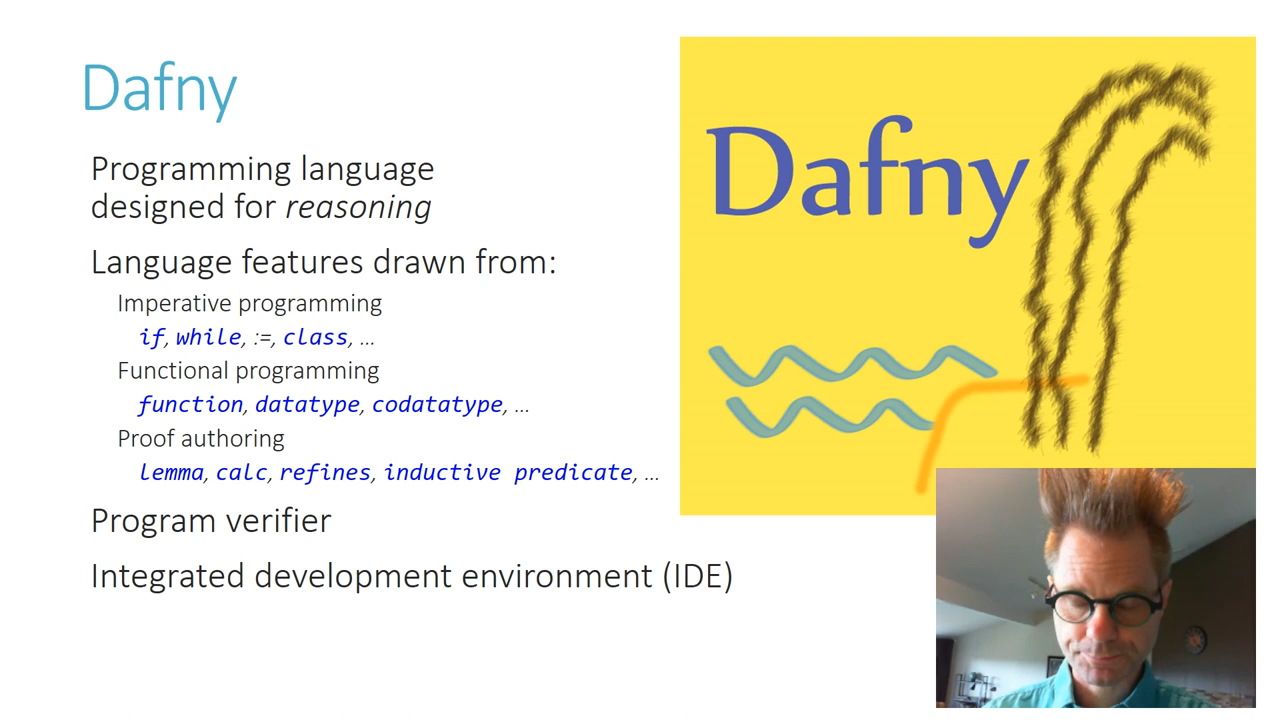 Dafny
Programming language
designed for reasoning
Language features drawn from:
Imperative programming
if, while, :=, class, ...
Functional programming
function, datatype, codatatype, ...
Proof authoring
lemma, calc, refines, inductive predicate, ...
Program verifier
Integrated development environment (IDE)
Dafny